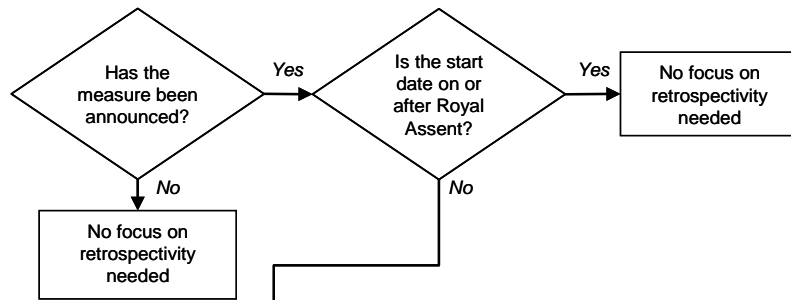 Has the
measure been
announced?
Yes
Is the start
date on or
after Royal
Assent?
Yes
No focus on
retrospectivity
needed
No
No focus on
retrospectivity
needed
No